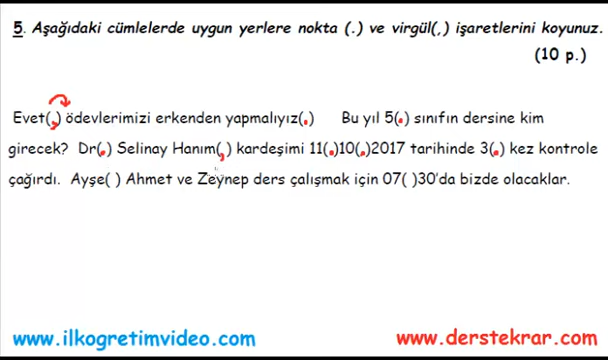 5. Aşağıdaki cümlelerde uygun yerlere nokta (.) ve virgül(,) işaretlerini koyunuz.
(10 p.)
Evet(,) ödevlerimizi erkenden yapmalıyız(.) Bu yıl 5(.) sınıfın dersine kim
girecek? Dr(.) Selinay Hanım(,) kardeşimi 11(.)10(.)2017 tarihinde 3(.) kez kontrole
çağırdı. Ayşe( ) Ahmet ve Zeynep ders çalışmak için 07( )30'da bizde olacaklar.
www.ilkogretimvideo.com www.derstekrar.com